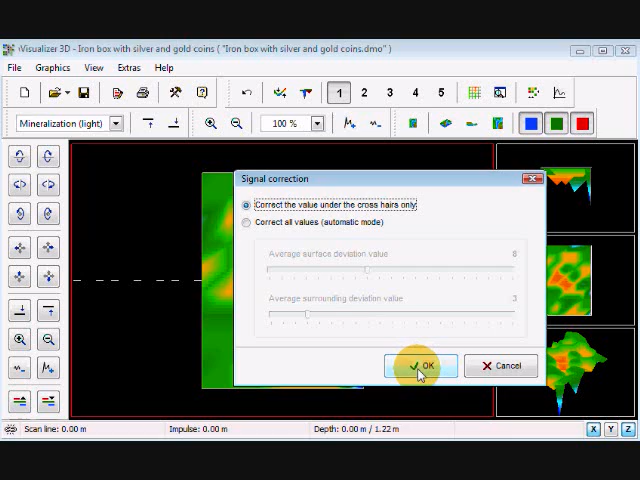 Visualizer 3D - Iron box with silver and gold coins ( "Iron box with silver and gold coins.dmo" )
File Graphics View Extras Help
1 2 3 4 5
Mineralization (light) 100 %
Signal correction
Correct the value under the cross hairs only
Correct all values (automatic mode)
Average surface deviation value 8
Average surrounding deviation value 3
OK Cancel
Scan line: 0.00 m Impulse: 0.00 m Depth: 0.00 m / 1.22 m X Y Z